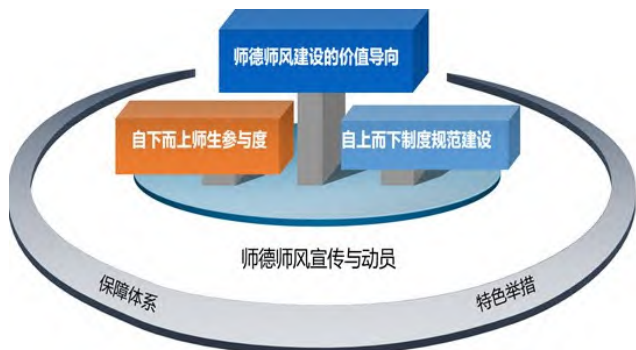 师德师风建设的价值导向
自下而上师生参与度
自上而下制度规范建设
师德师风宣传与动员
保障体系
特色举措